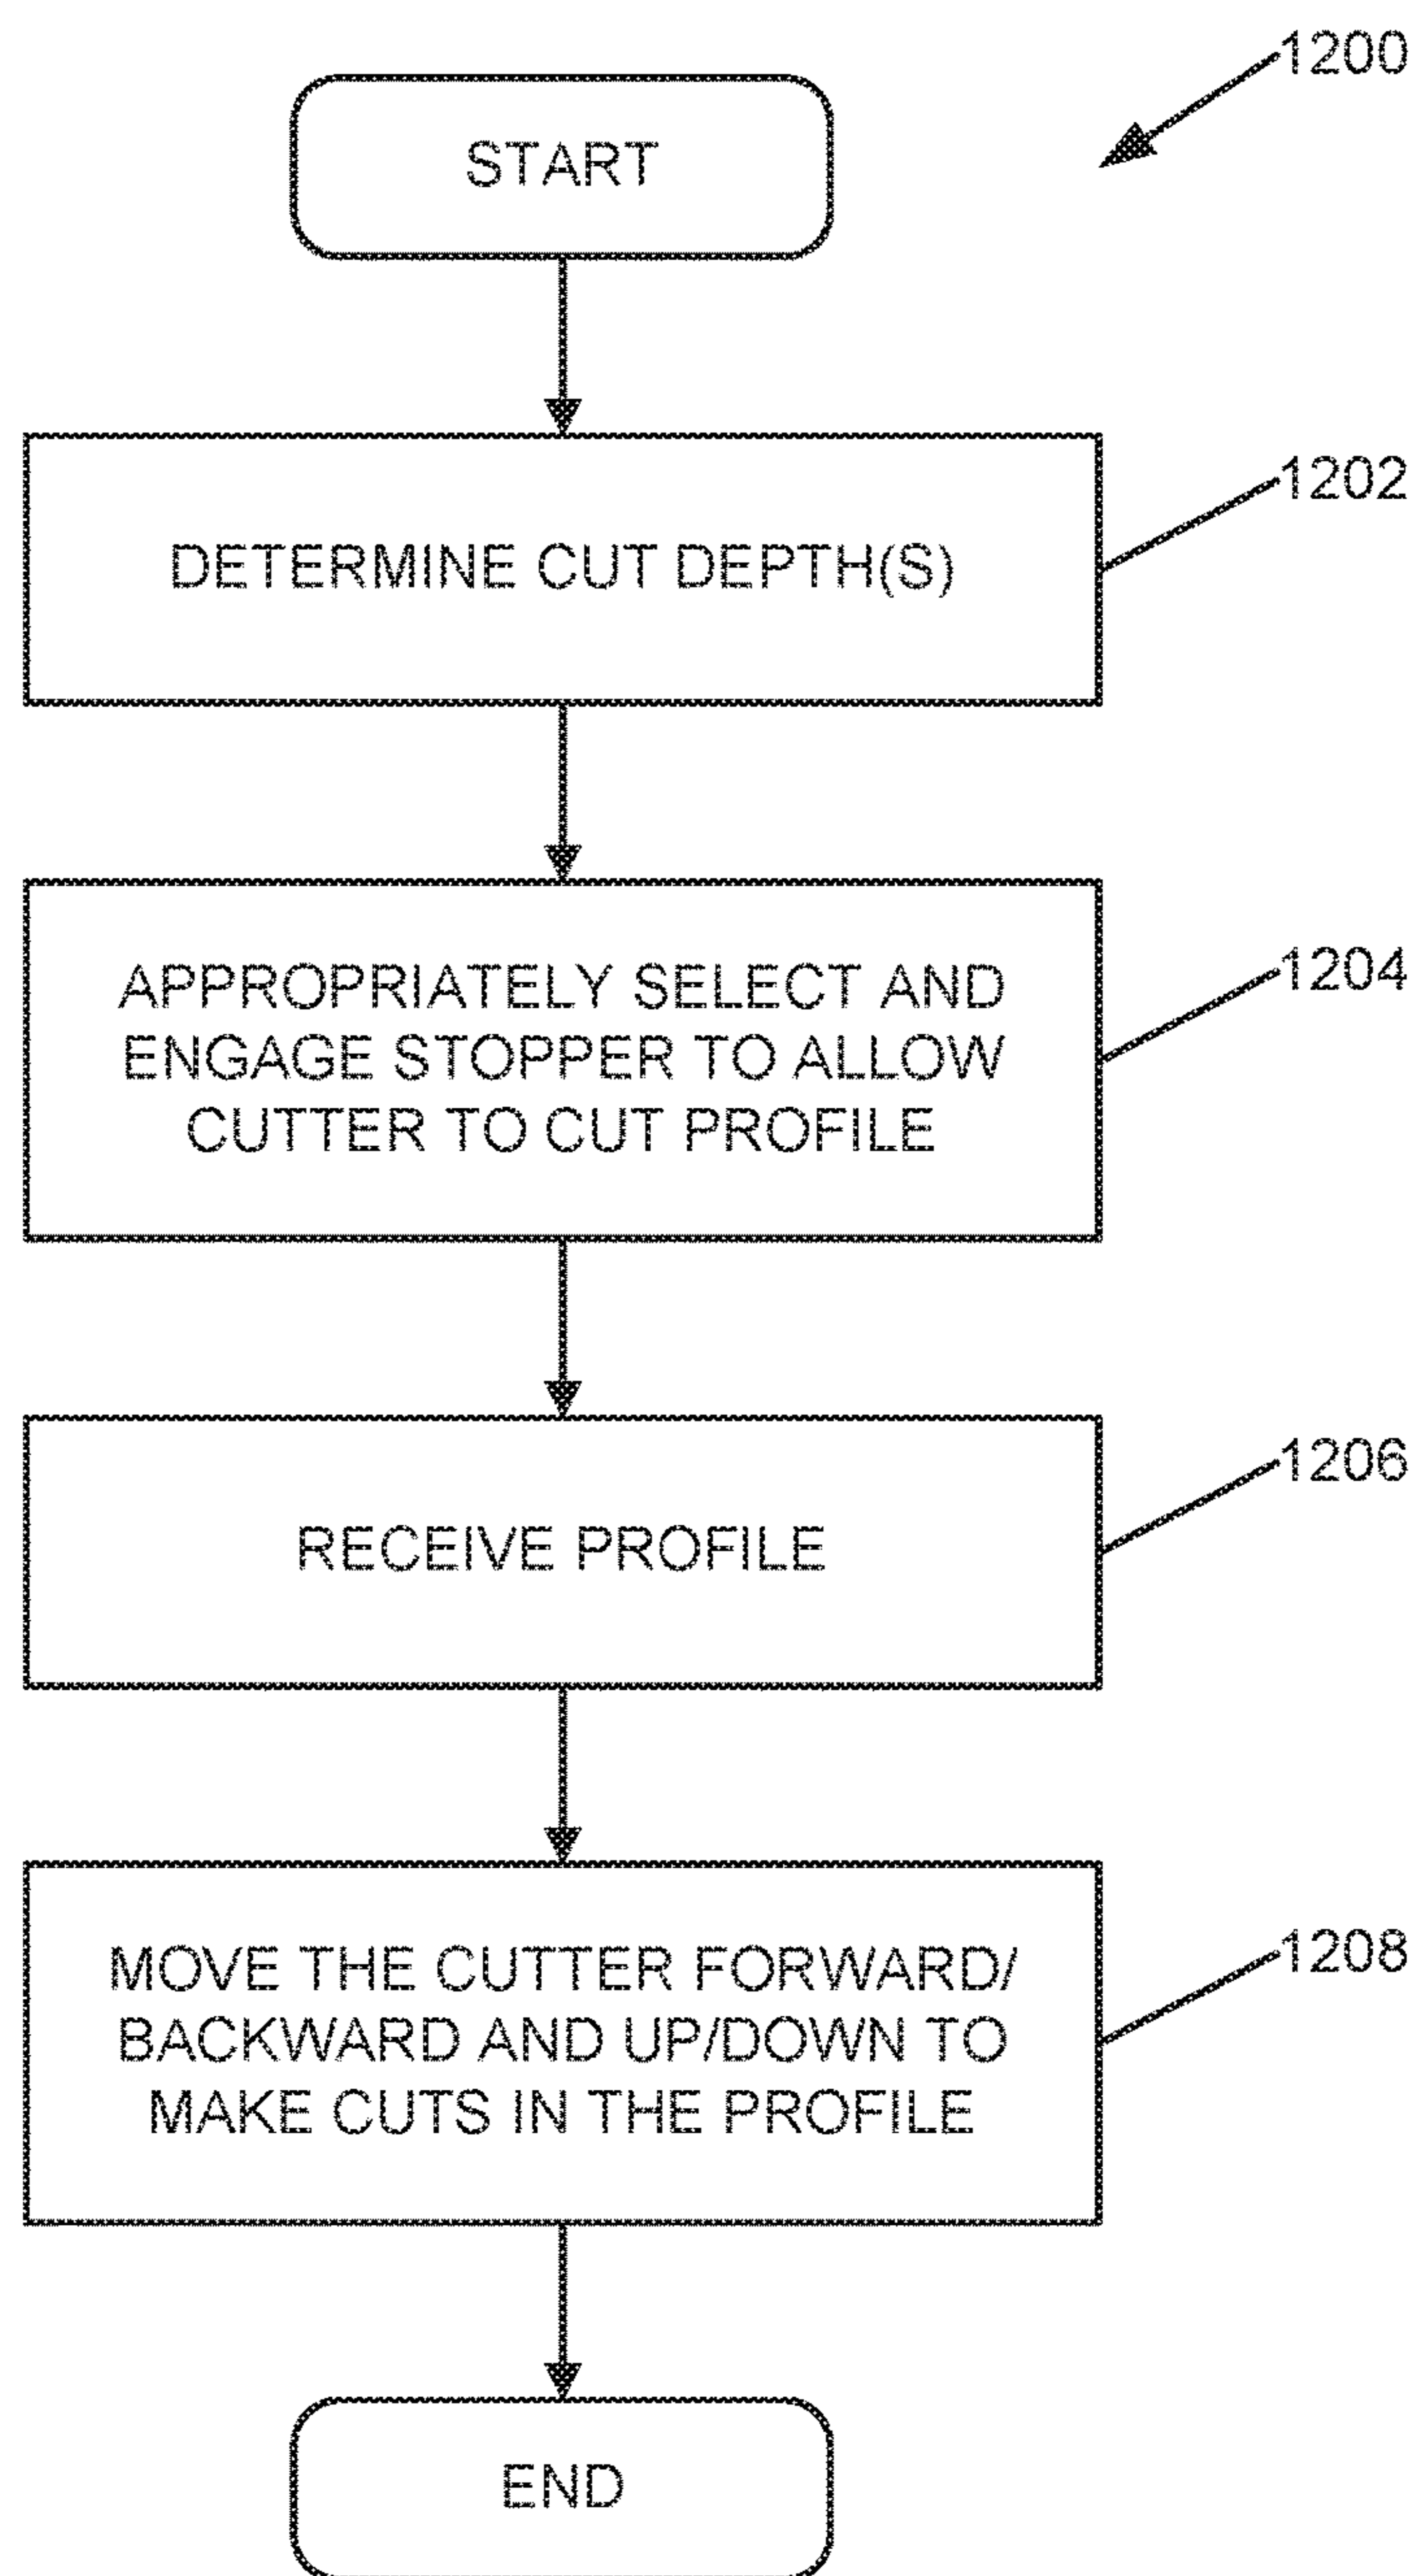 1200
START
DETERMINE CUT DEPTH(S)
1202
APPROPRIATELY SELECT AND
ENGAGE STOPPER TO ALLOW
CUTTER TO CUT PROFILE
1204
RECEIVE PROFILE
1206
MOVE THE CUTTER FORWARD/
BACKWARD AND UP/DOWN TO
MAKE CUTS IN THE PROFILE
1208
END